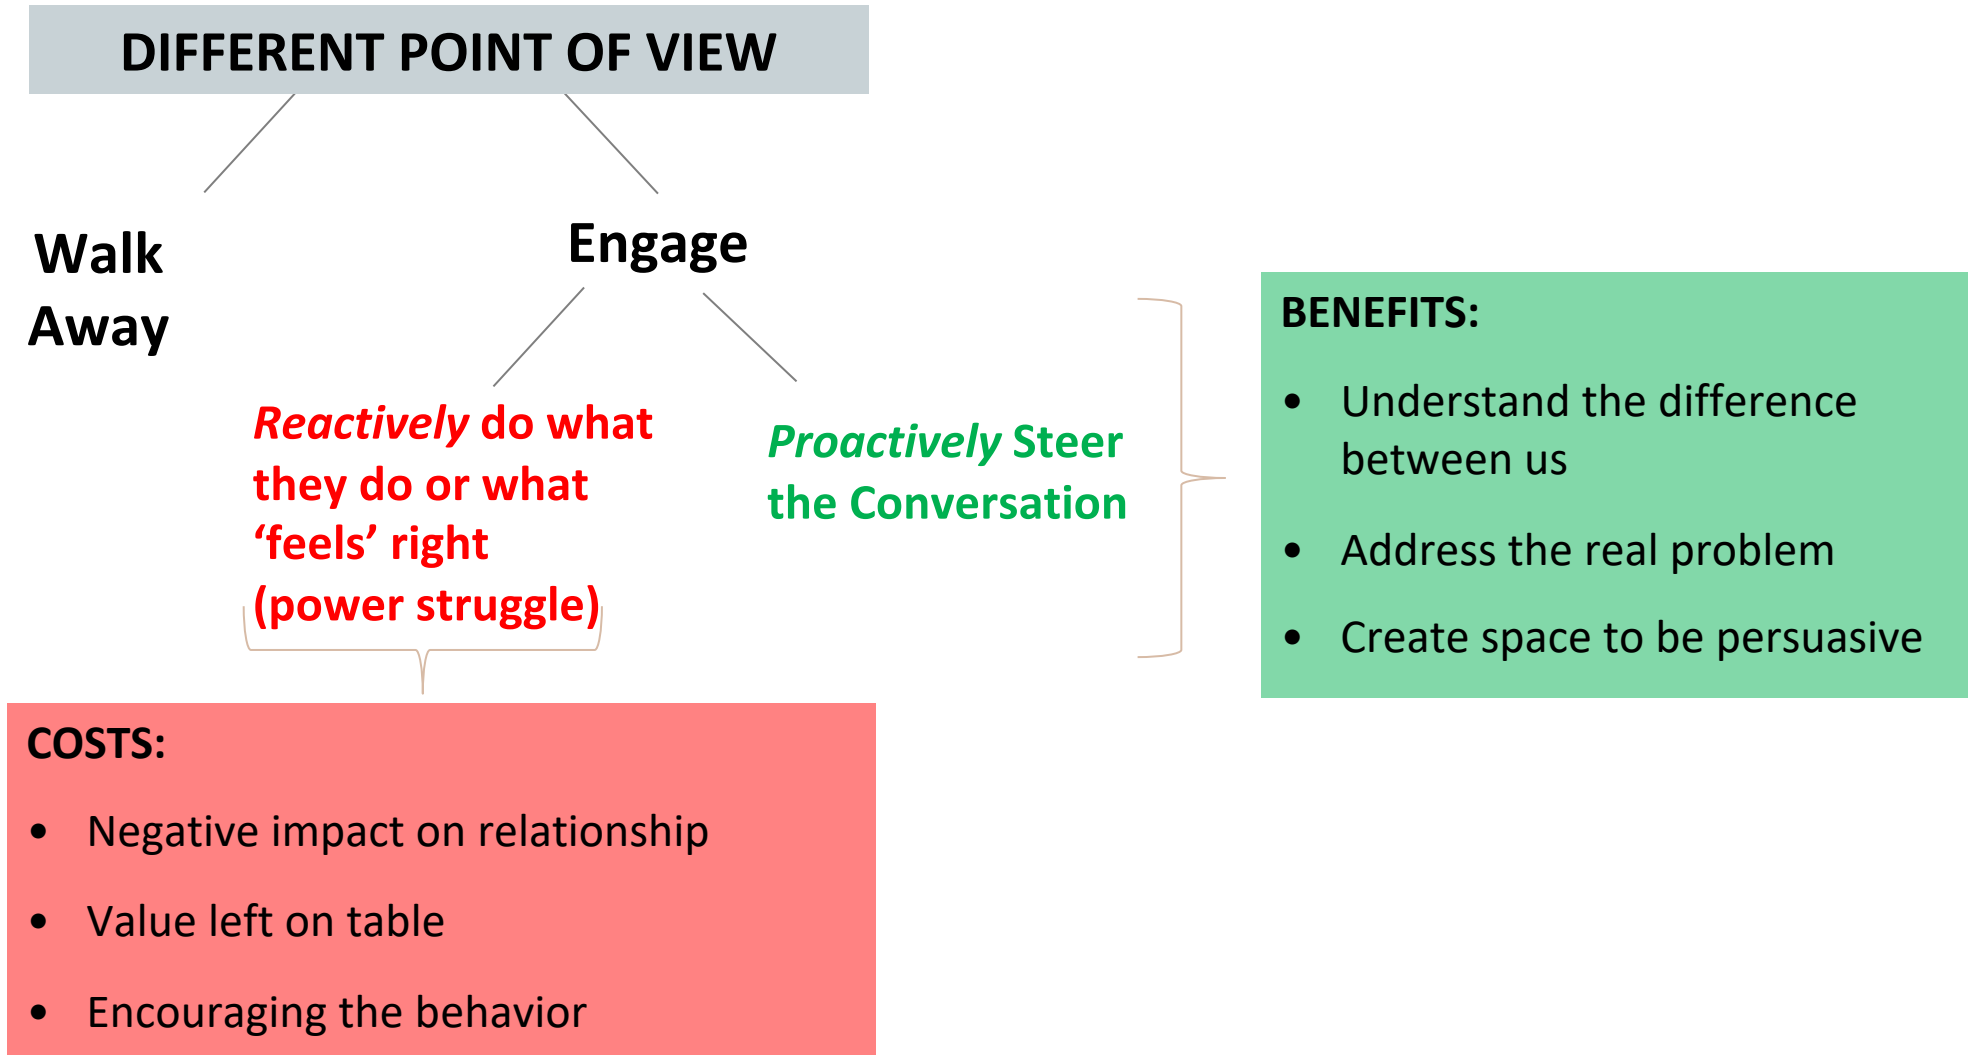 DIFFERENT POINT OF VIEW
Walk
Away
Engage
Reactively do what
they do or what
‘feels’ right
(power struggle)
Proactively Steer
the Conversation
BENEFITS:
• Understand the difference
between us
• Address the real problem
• Create space to be persuasive
COSTS:
• Negative impact on relationship
• Value left on table
• Encouraging the behavior